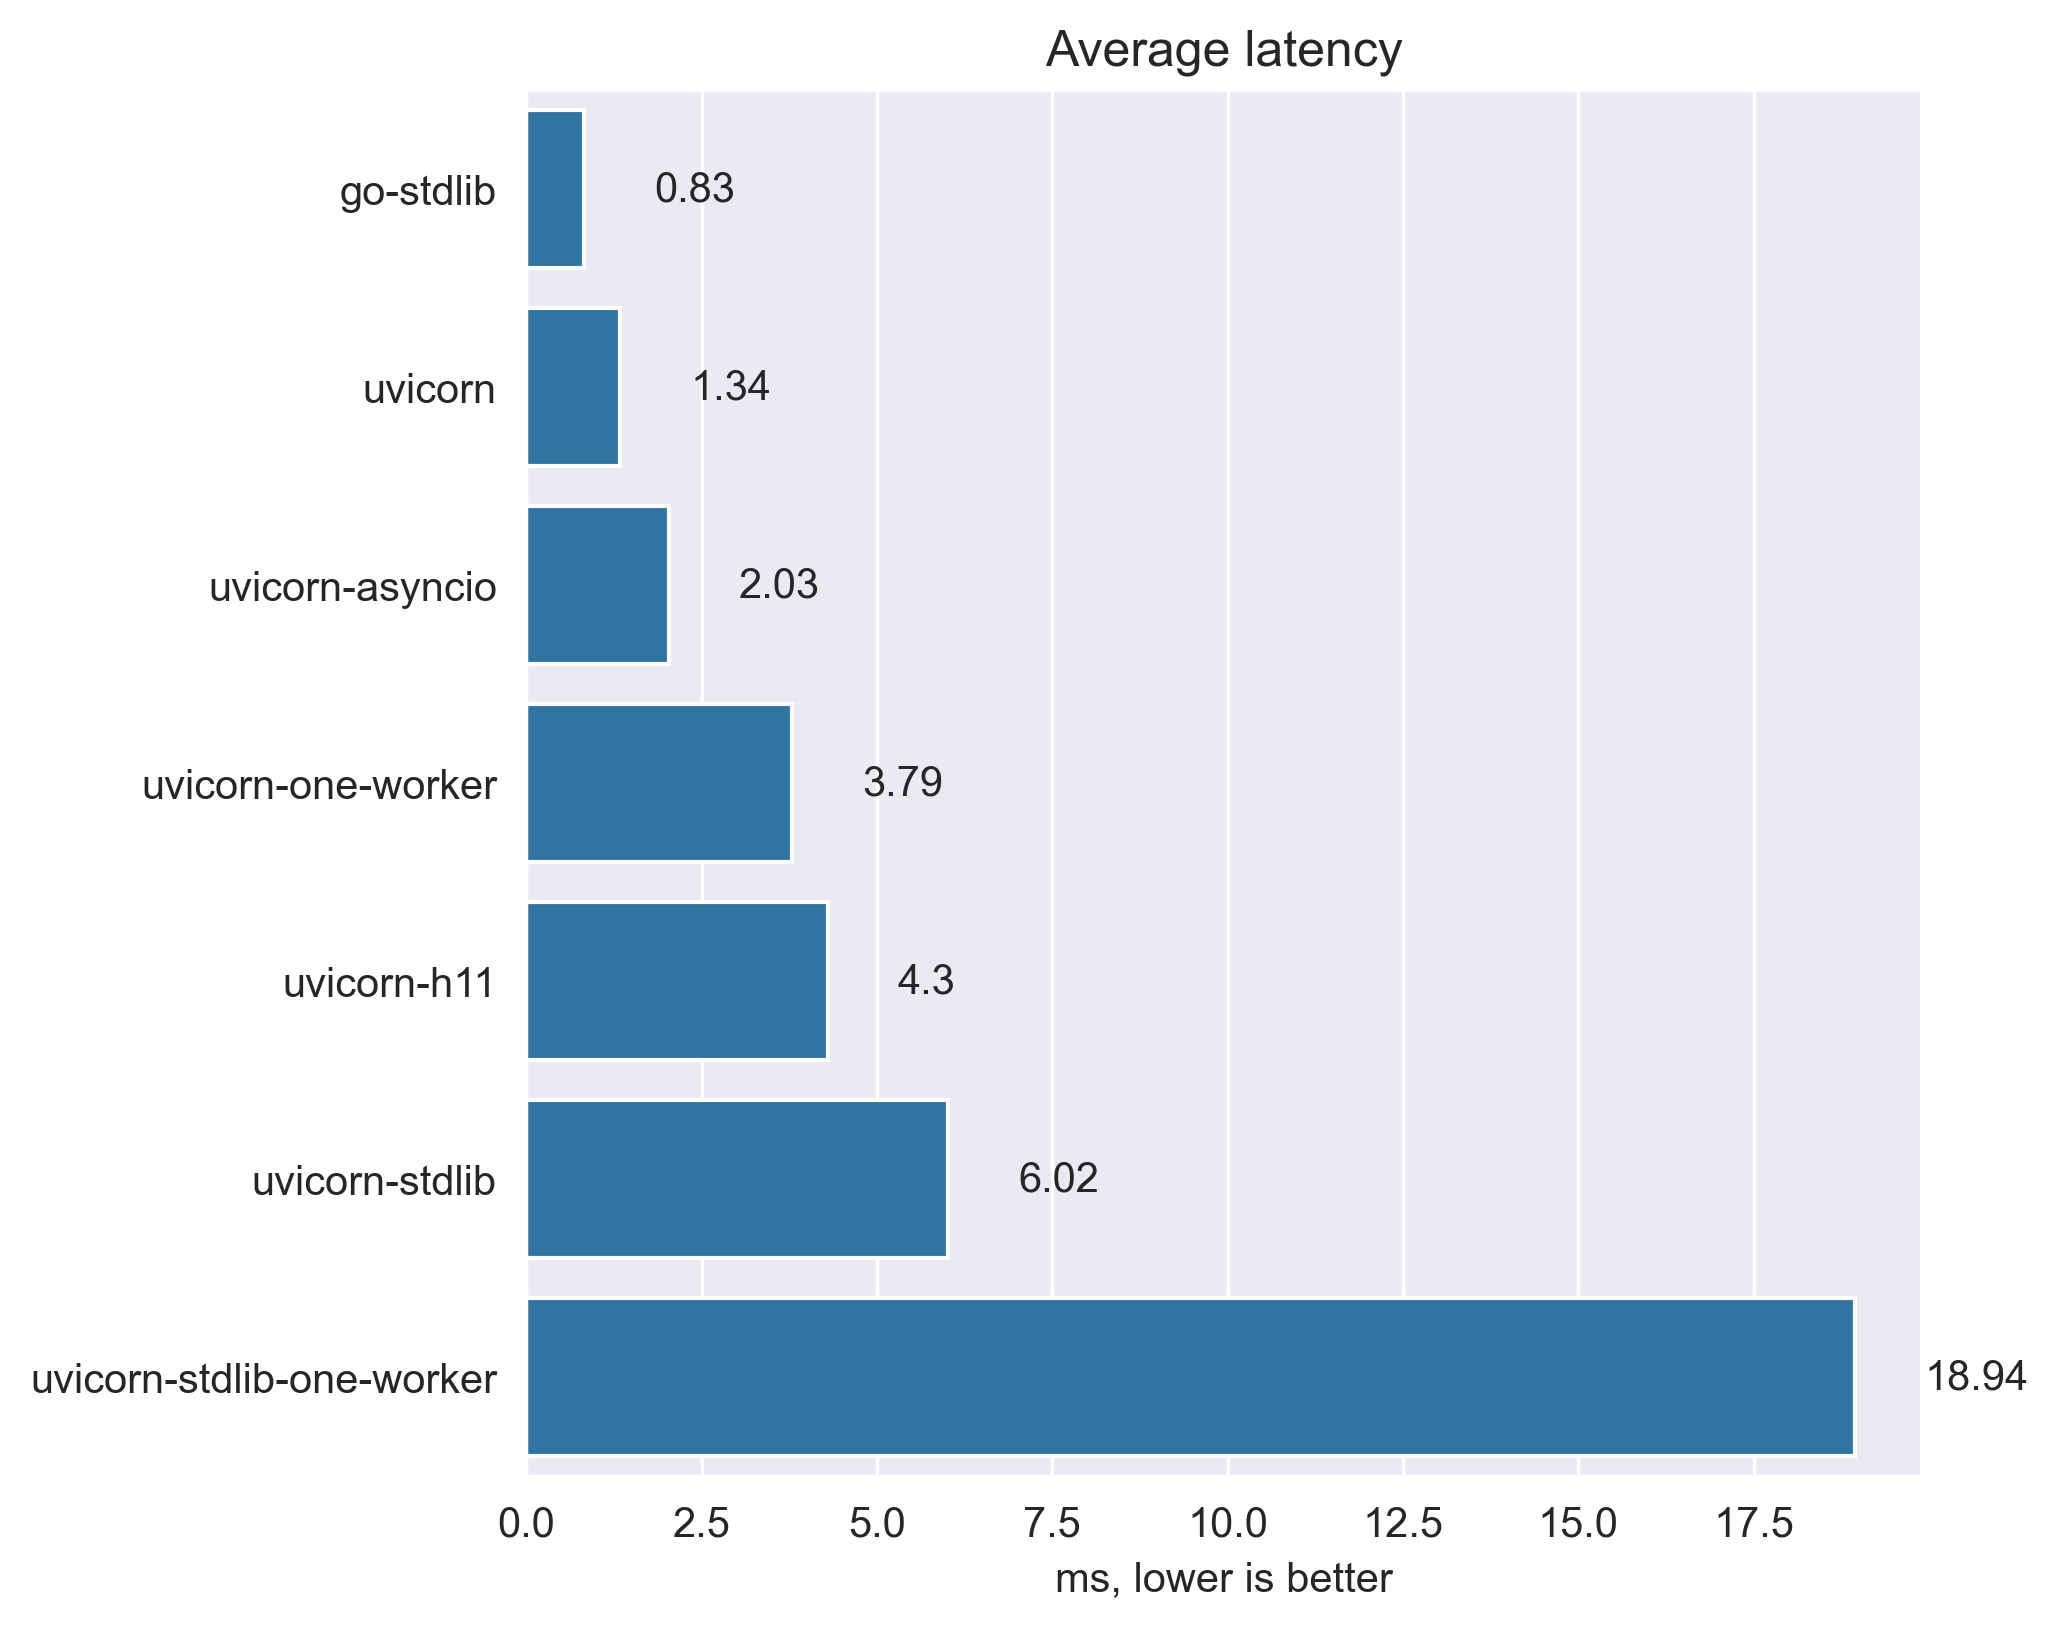 Average latency
go-stdlib 0.83
uvicorn 1.34
uvicorn-asyncio 2.03
uvicorn-one-worker 3.79
uvicorn-h11 4.3
uvicorn-stdlib 6.02
uvicorn-stdlib-one-worker 18.94
0.0 2.5 5.0 7.5 10.0 12.5 15.0 17.5
ms, lower is better